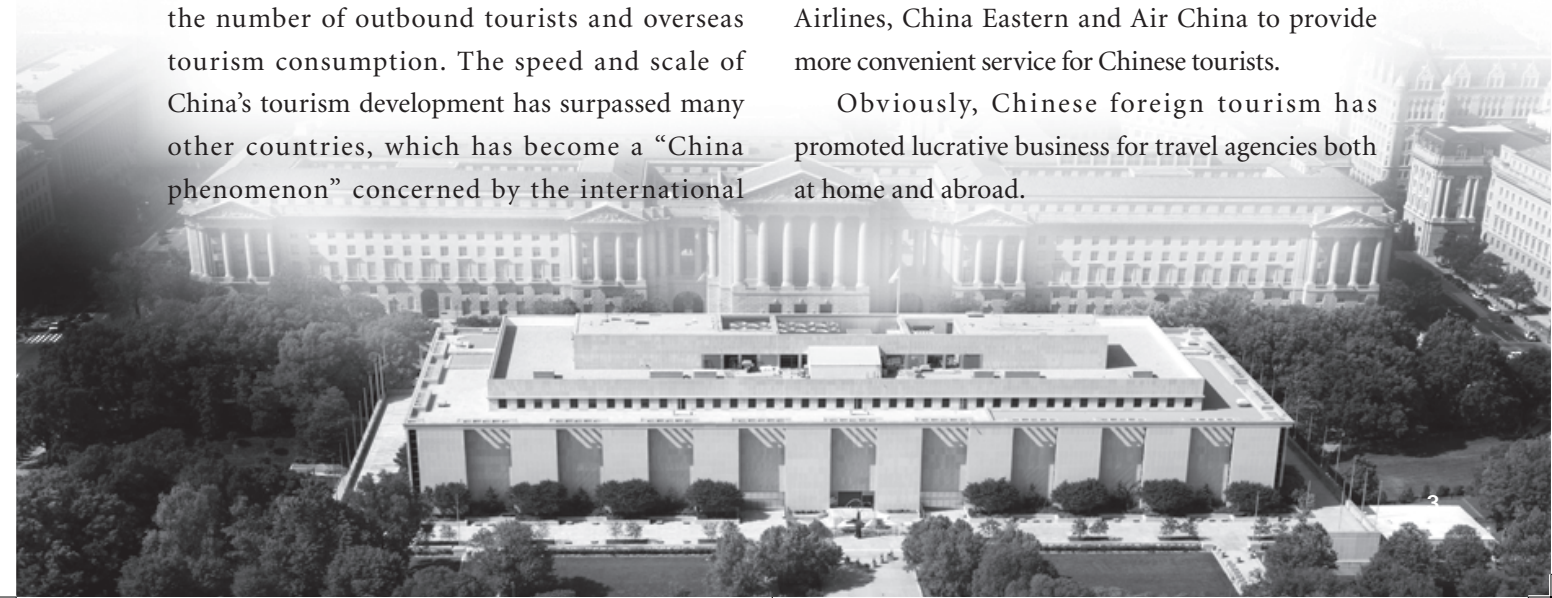 the number of outbound tourists and overseas
tourism consumption. The speed and scale of
China’s tourism development has surpassed many
other countries, which has become a “China
phenomenon” concerned by the international
Airlines, China Eastern and Air China to provide
more convenient service for Chinese tourists.
Obviously, Chinese foreign tourism has
promoted lucrative business for travel agencies both
at home and abroad.
3